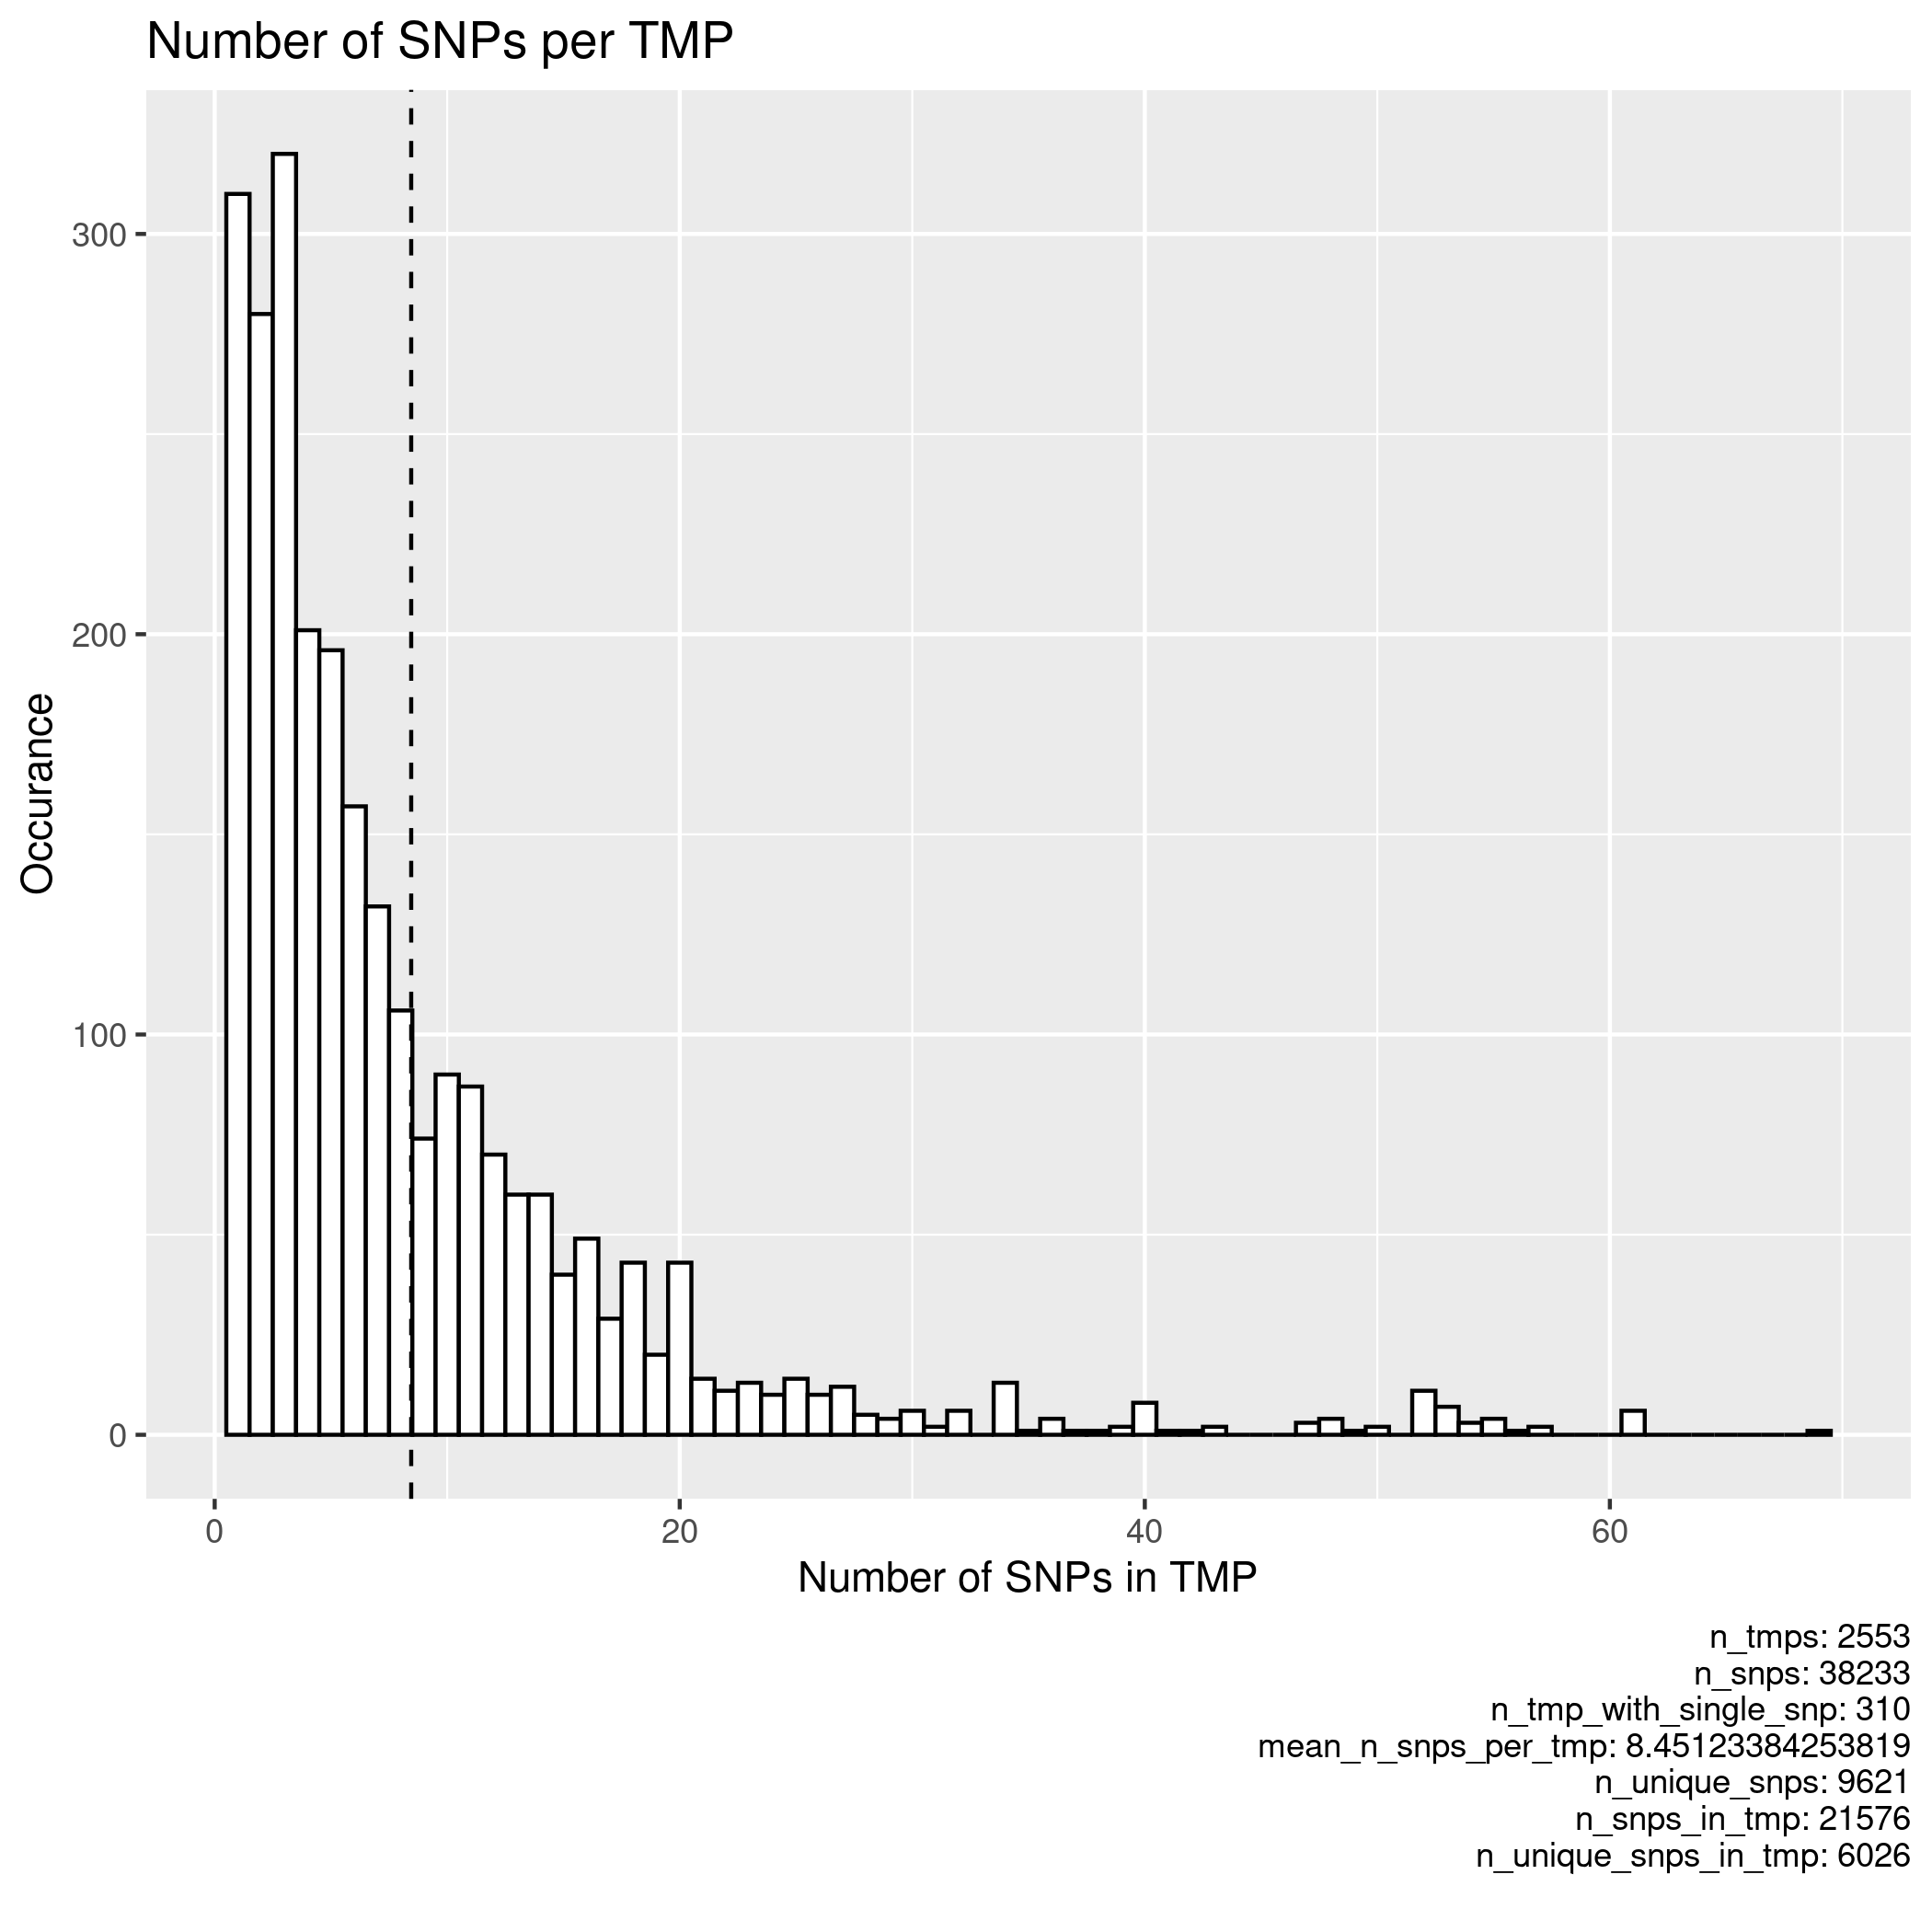 Number of SNPs per TMP
Occurance
300
200
100
0
0 20 40 60
Number of SNPs in TMP
n_tmps: 2553
n_snps: 38233
n_tmp_with_single_snp: 310
mean_n_snps_per_tmp: 8.45123384253819
n_unique_snps: 9621
n_snps_in_tmp: 21576
n_unique_snps_in_tmp: 6026